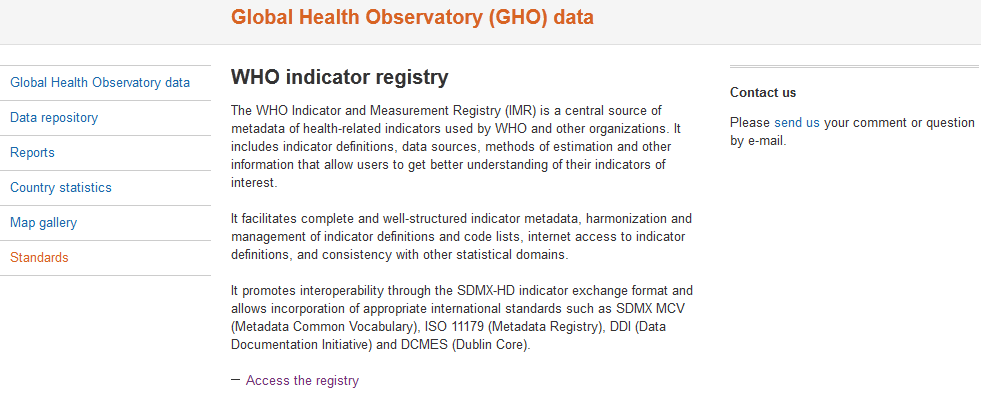 Global Health Observatory (GHO) data
Global Health Observatory data
Data repository
Reports
Country statistics
Map gallery
Standards
WHO indicator registry
The WHO Indicator and Measurement Registry (IMR) is a central source of
metadata of health-related indicators used by WHO and other organizations. It
includes indicator definitions, data sources, methods of estimation and other
information that allow users to get better understanding of their indicators of
interest.
It facilitates complete and well-structured indicator metadata, harmonization and
management of indicator definitions and code lists, internet access to indicator
definitions, and consistency with other statistical domains.
It promotes interoperability through the SDMX-HD indicator exchange format and
allows incorporation of appropriate international standards such as SDMX MCV
(Metadata Common Vocabulary), ISO 11179 (Metadata Registry), DDI (Data
Documentation Initiative) and DCMES (Dublin Core).
— Access the registry
Contact us
Please send us your comment or question
by e-mail.